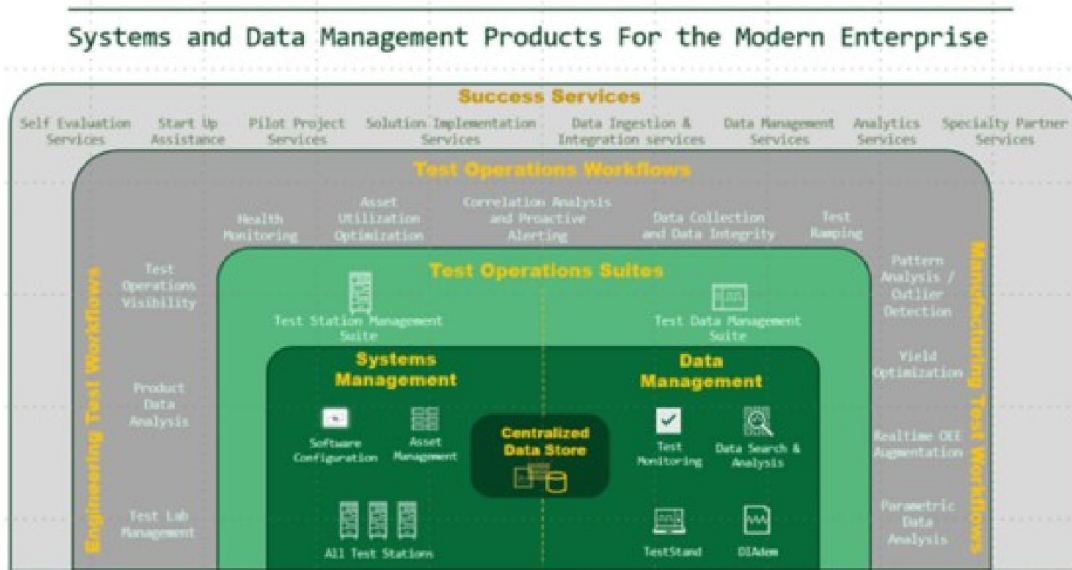 Systems and Data Management Products For the Modern Enterprise
Success Services
Self Evaluation
Services
Start Up
Assistance
Pilot Project
Services
Solution Implementation
Services
Data Ingestion &
Integration services
Data Management
Services
Analytics
Services
Specialty Partner
Services
Test Operations Workflows
Health
Monitoring
Asset
Utilization
Optimization
Correlation Analysis
and Proactive
Alerting
Data Collection
and Data Integrity
Test
Ramping
Engineering Test Workflows
Test
Operations
Visibility
Product
Data
Analysis
Test Lab
Management
Test Operations Suites
Test Station Management
Suite
Test Data Management
Suite
Systems
Management
Software
Configuration
Asset
Management
All Test Stations
Centralized
Data Store
Data
Management
Test
Monitoring
Data Search &
Analysis
TestStand
DIAdem
Pattern
Analysis /
Outlier
Detection
Yield
Optimization
Realtime OEE
Augmentation
Parametric
Data
Analysis
Manufacturing Test Workflows